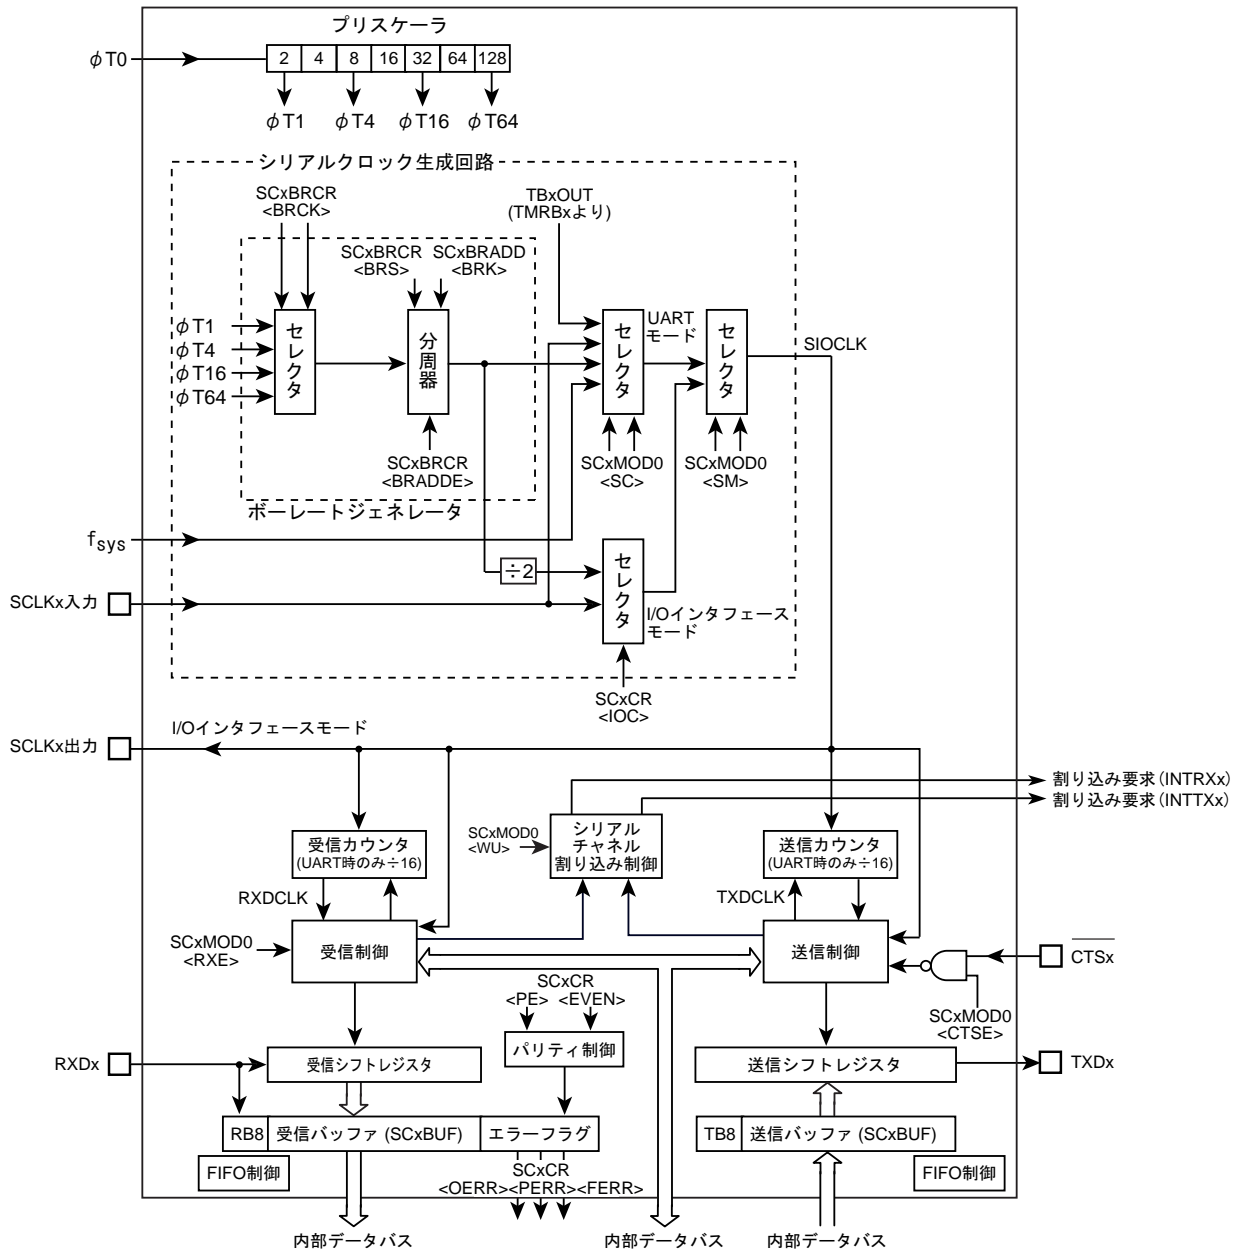 プリスケーラ
φT0
2 4 8 16 32 64 128
φT1 φT4 φT16 φT64
シリアルクロック生成回路
SCxBRCR
<BRCK>
TBxOUT
(TMRBxより)
SCxBRCR
<BRS>
SCxBRADD
<BRK>
φT1
φT4
φT16
φT64
セレクタ
分周器
セレクタ
UART
モード
セレクタ
SIOCLK
SCxBRCR
<BRADDE>
SCxMOD0
<SC>
SCxMOD0
<SM>
ボーレートジェネレータ
fsys
÷2
セレクタ
SCLKx入力
I/Oインタフェース
モード
SCxCR
<IOC>
I/Oインタフェースモード
SCLKx出力
割り込み要求(INTRXx)
割り込み要求(INTTXx)
受信カウンタ
(UART時のみ÷16)
SCxMOD0
<WU>
シリアル
チャネル
割り込み制御
送信カウンタ
(UART時のみ÷16)
RXDCLK
TXDCLK
SCxMOD0
<RXE>
受信制御
送信制御
CTSx
SCxCR
<PE> <EVEN>
SCxMOD0
<CTSE>
パリティ制御
RXDx
受信シフトレジスタ
送信シフトレジスタ
TXDx
RB8 受信バッファ (SCxBUF) エラーフラグ
TB8 送信バッファ (SCxBUF)
FIFO制御
SCxCR
<OERR><PERR><FERR>
FIFO制御
内部データバス 内部データバス 内部データバス